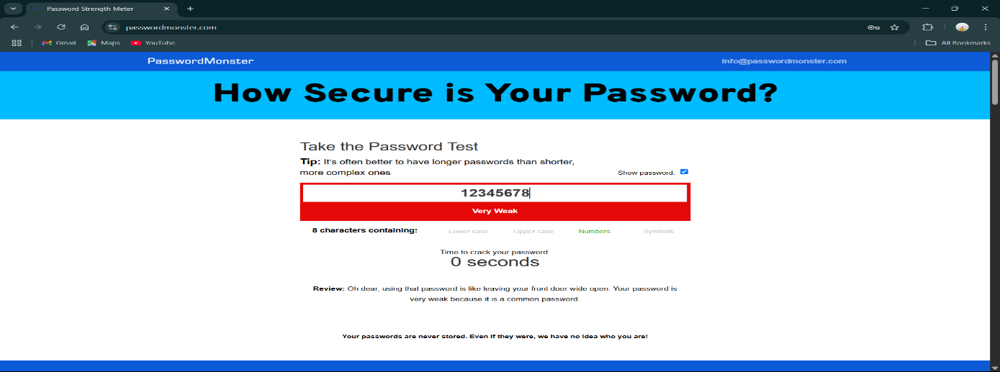 Password Strength Meter
passwordmonster.com
Gmail Maps YouTube All Bookmarks
PasswordMonster info@passwordmonster.com
How Secure is Your Password?
Take the Password Test
Tip: It's often better to have longer passwords than shorter,
more complex ones
Show password:
12345678
Very Weak
8 characters containing: Lower case Upper case Numbers Symbols
Time to crack your password:
0 seconds
Review: Oh dear, using that password is like leaving your front door wide open. Your password is
very weak because it is a common password.
Your passwords are never stored. Even if they were, we have no idea who you are!